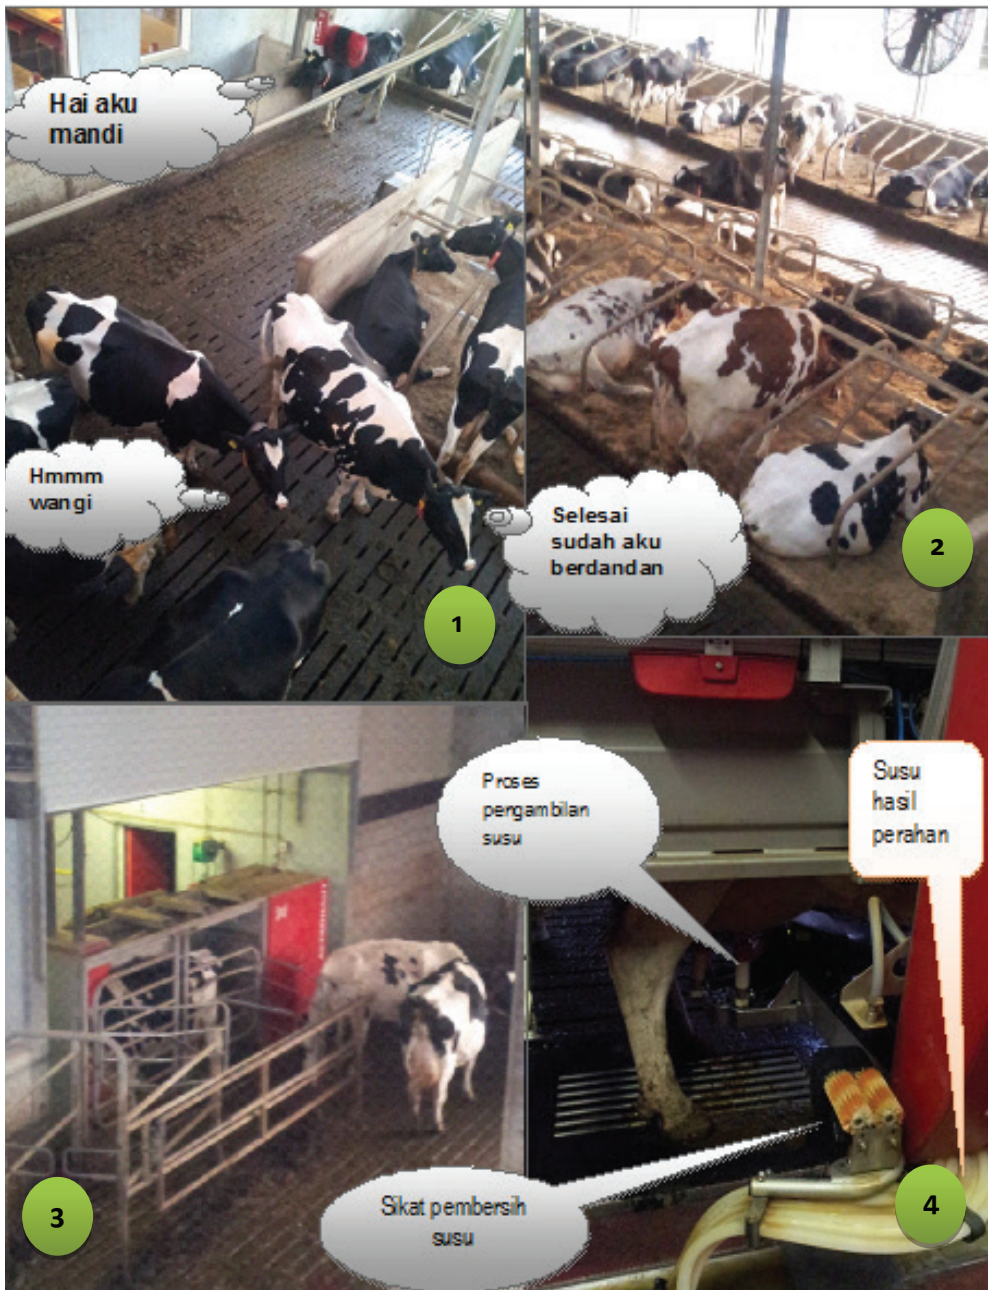 Hai aku
mandi
Hmmm
wangi
Selesai
sudah aku
berdandan
1
2
Proses
pengambilan
susu
Susu
hasil
perahan
Sikat pembersih
susu
3
4